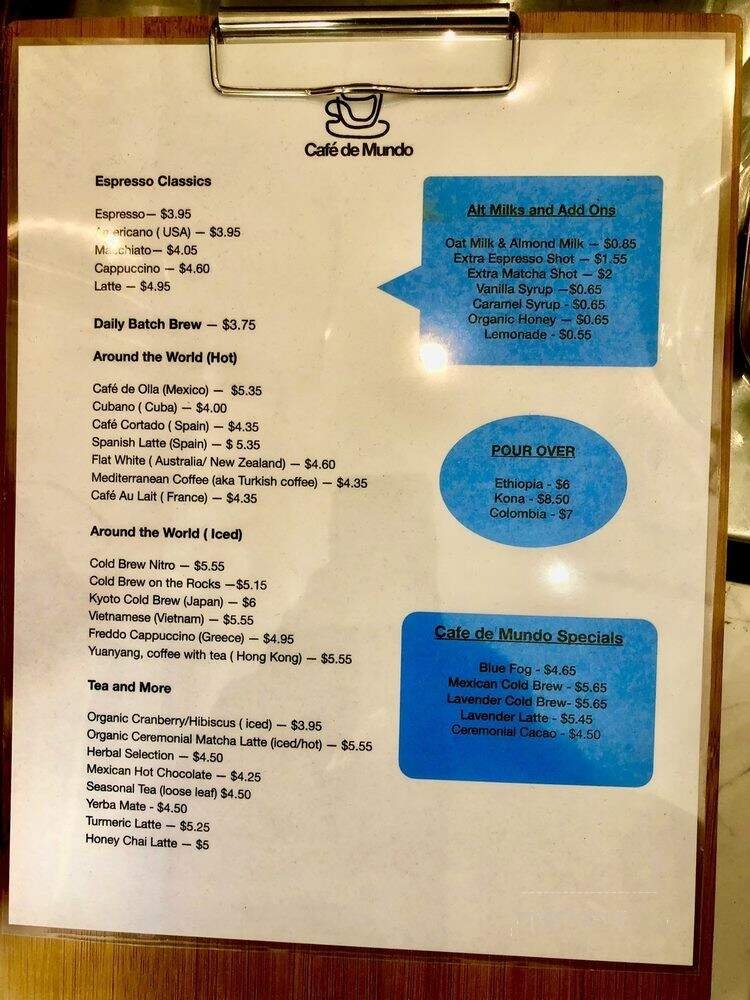 Café de Mundo
Espresso Classics
Espresso— $3.95
Americano ( USA) — $3.95
Macchiato— $4.05
Cappuccino — $4.60
Latte — $4.95
Daily Batch Brew — $3.75
Around the World (Hot)
Café de Olla (Mexico) — $5.35
Cubano ( Cuba) — $4.00
Café Cortado ( Spain) — $4.35
Spanish Latte (Spain) — $ 5.35
Flat White ( Australia/ New Zealand) — $4.60
Mediterranean Coffee (aka Turkish coffee) — $4.35
Café Au Lait ( France) — $4.35
Around the World ( Iced)
Cold Brew Nitro — $5.55
Cold Brew on the Rocks —$5.15
Kyoto Cold Brew (Japan) — $6
Vietnamese (Vietnam) — $5.55
Freddo Cappuccino (Greece) — $4.95
Yuanyang, coffee with tea ( Hong Kong) — $5.55
Tea and More
Organic Cranberry/Hibiscus ( iced) — $3.95
Organic Ceremonial Matcha Latte (iced/hot) — $5.55
Herbal Selection — $4.50
Mexican Hot Chocolate — $4.25
Seasonal Tea (loose leaf) $4.50
Yerba Mate - $4.50
Turmeric Latte — $5.25
Honey Chai Latte — $5
Alt Milks and Add Ons
Oat Milk & Almond Milk — $0.85
Extra Espresso Shot — $1.55
Extra Matcha Shot — $2
Vanilla Syrup —$0.65
Caramel Syrup - $0.65
Organic Honey — $0.65
Lemonade - $0.55
POUR OVER
Ethiopia - $6
Kona - $8.50
Colombia - $7
Cafe de Mundo Specials
Blue Fog - $4.65
Mexican Cold Brew- $5.65
Lavender Cold Brew- $5.65
Lavender Latte - $5.45
Ceremonial Cacao - $4.50